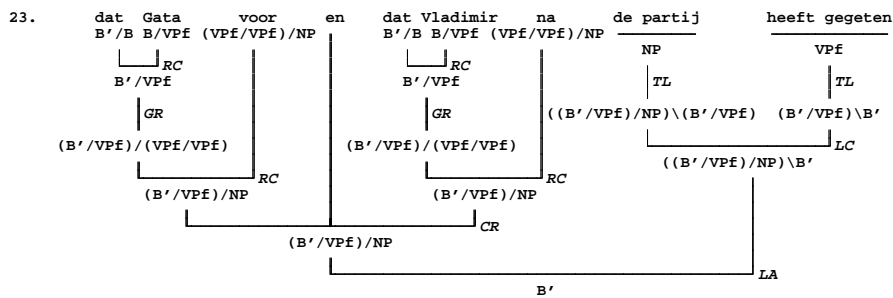 23. dat Gata voor en dat Vladimir na de partij heeft gegeten
B'/B B/VPf (VPf/VPf)/NP B'/B B/VPf (VPf/VPf)/NP
NP VPf
RC RC TL TL
B'/VPf B'/VPf
GR GR ((B'/VPf)/NP)\(B'/VPf) (B'/VPf)\B'
(B'/VPf)/(VPf/VPf) (B'/VPf)/(VPf/VPf) LC
((B'/VPf)/NP)\B'
RC RC
(B'/VPf)/NP (B'/VPf)/NP
CR
(B'/VPf)/NP
LA
B'